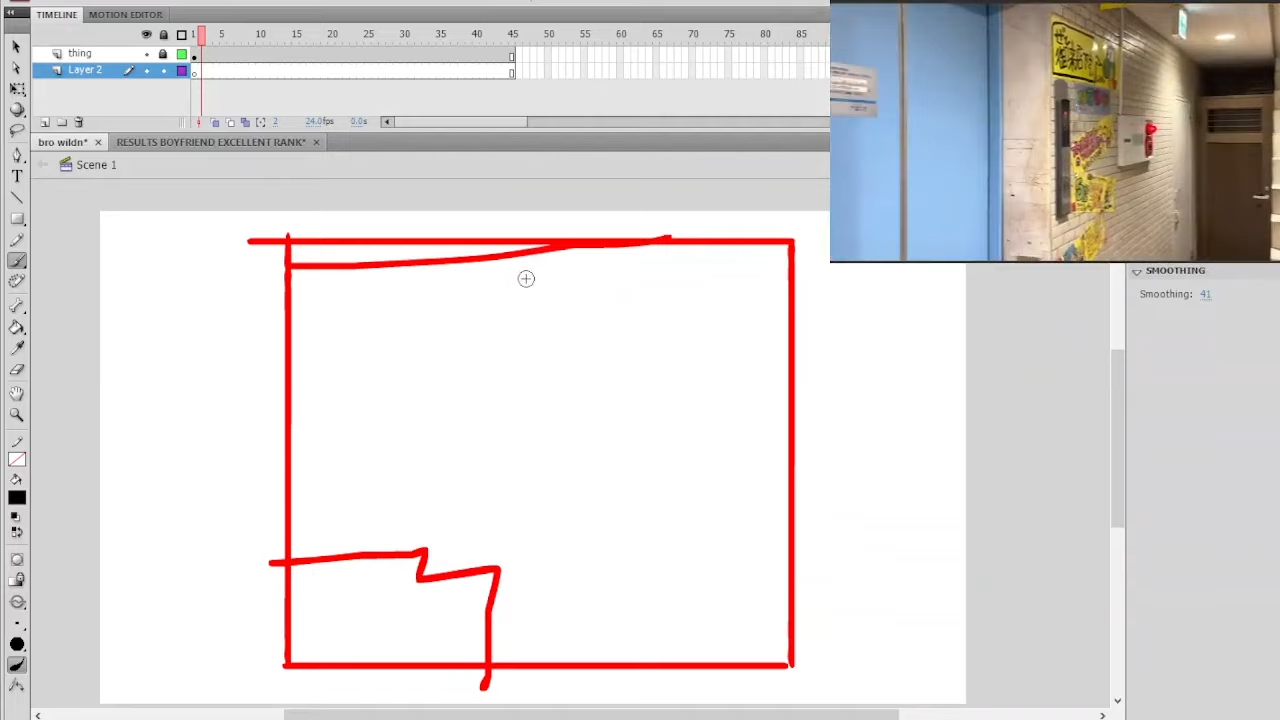 TIMELINE MOTION EDITOR
1 5 10 15 20 25 30 35 40 45 50 55 60 65 70 75 80 85
thing
Layer 2
2 24.0fps 0.0s
bro wildn* × RESULTS BOYFRIEND EXCELLENT RANK* ×
Scene 1
T
SMOOTHING
Smoothing: 41